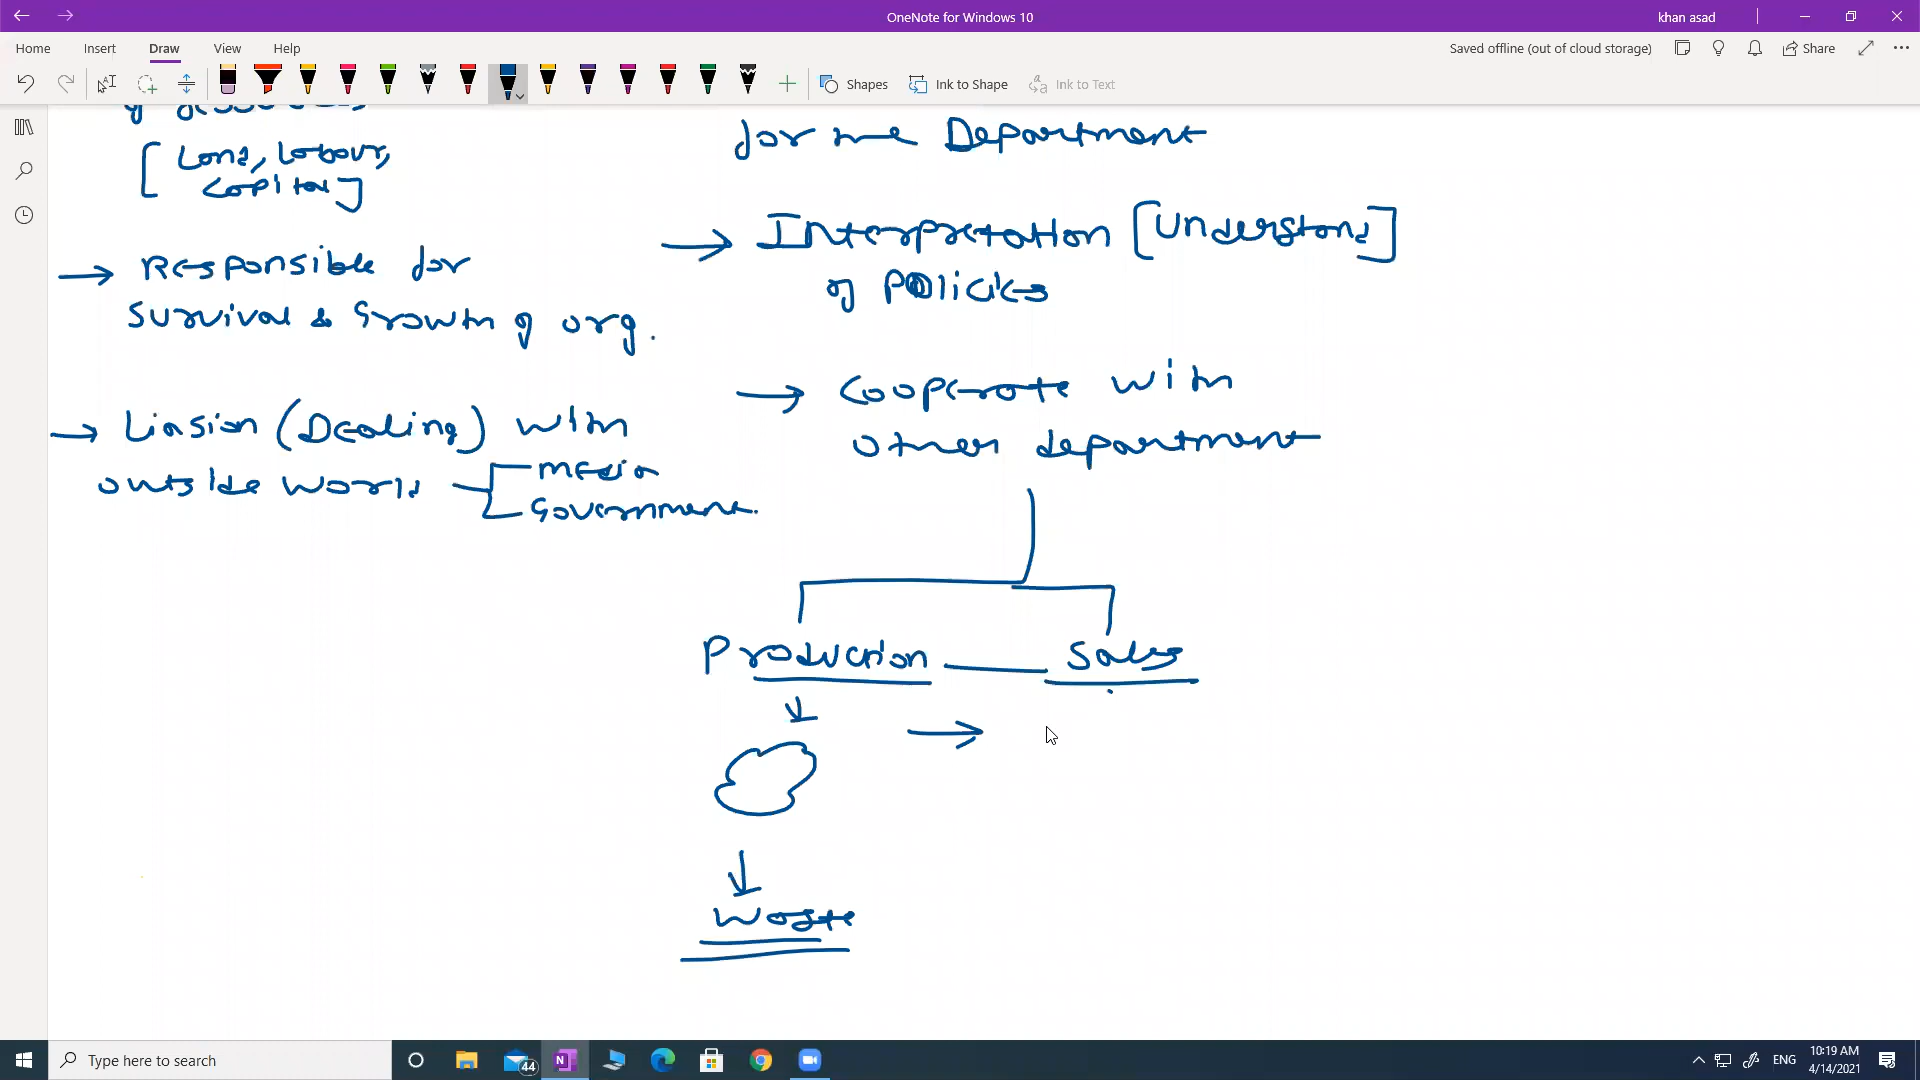 OneNote for Windows 10
khan asad
Home Insert Draw View Help
Saved offline (out of cloud storage)
Share
Shapes
Ink to Shape
Ink to Text
[Land, Labour,
Capital]
→ Responsible for
Survival & Growth of org.
→ Liasion (Dealing) with
outside world
Media
Government.
for the Department
→ Interpretation [Understand]
of Policies
→ Cooperate with
other department
Production
Sales
Waste
Type here to search
44
ENG
10:19 AM
4/14/2021